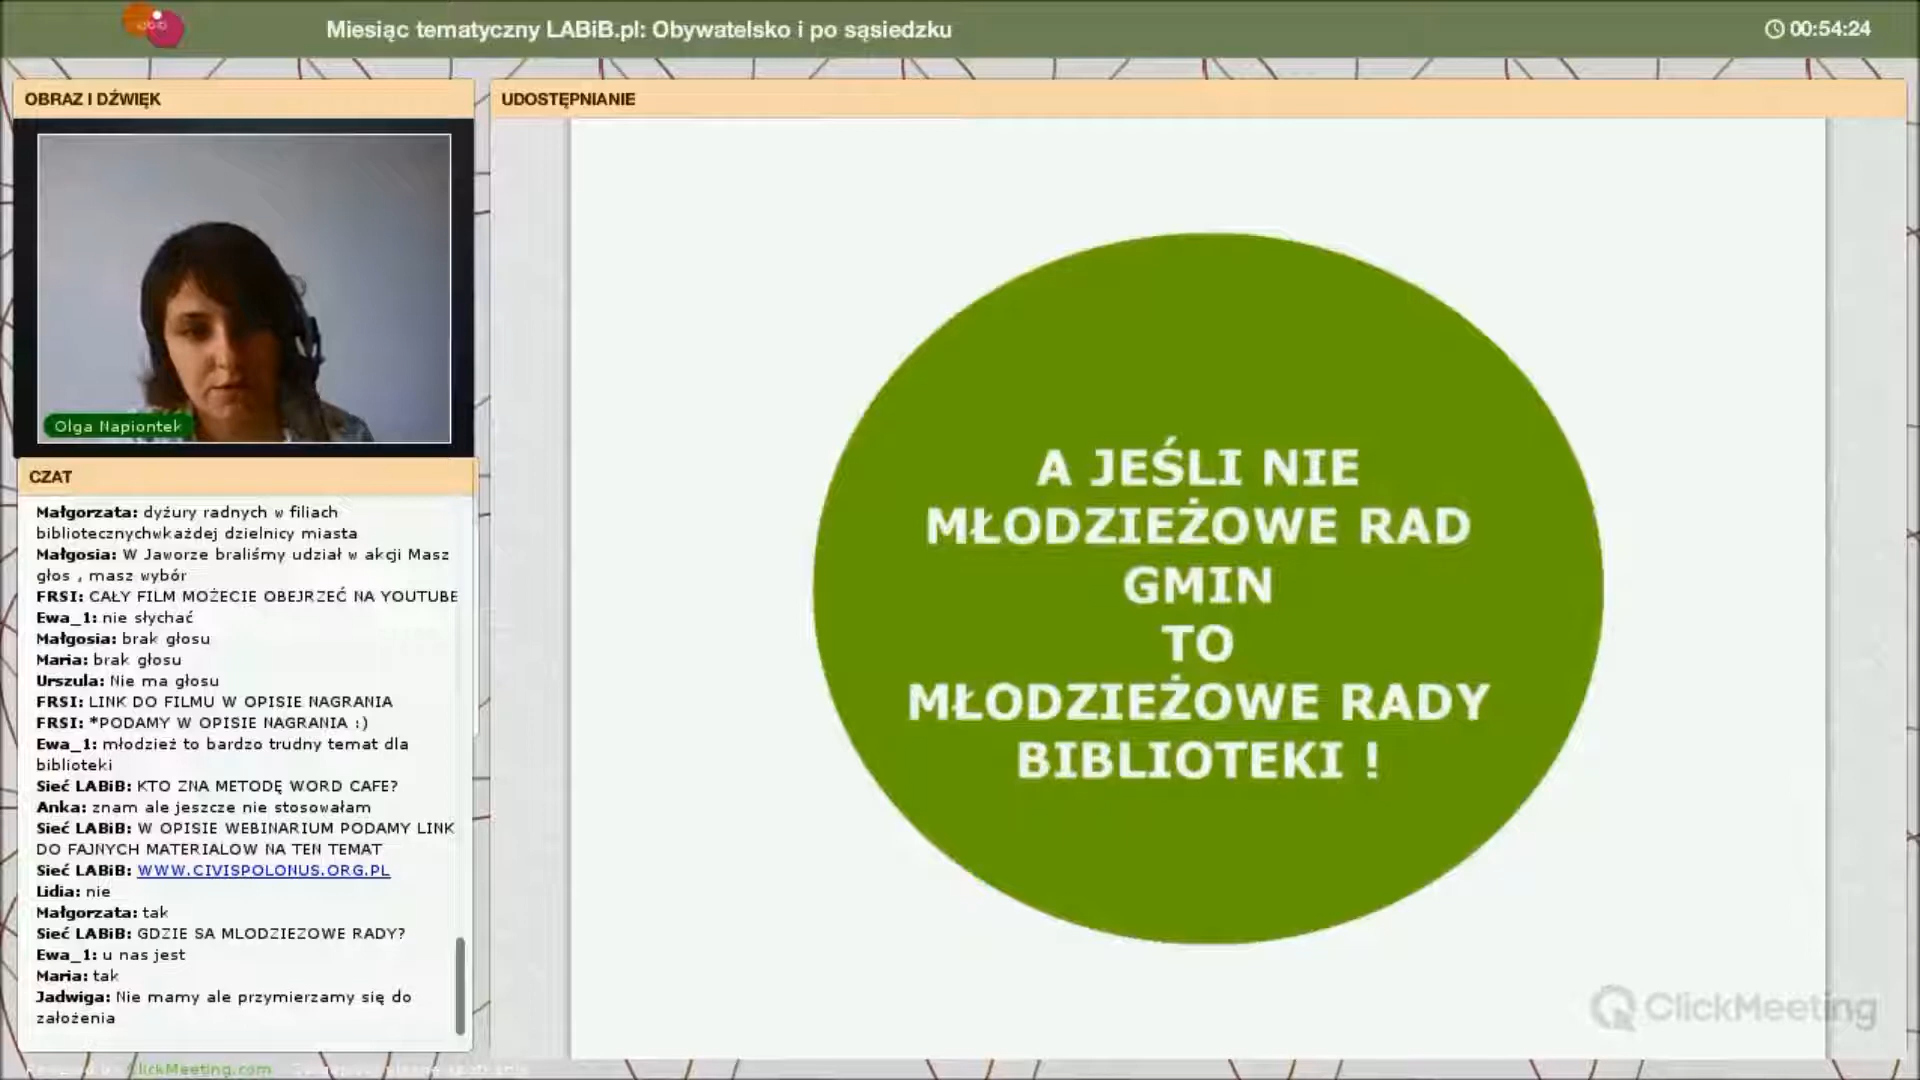 Miesiąc tematyczny LABiB.pl: Obywatelsko i po sąsiedzku
00:54:24
OBRAZ I DŹWIĘK
Olga Napiontek
CZAT
Małgorzata: dyżury radnych w filiach
bibliotecznychwkażdej dzielnicy miasta
Małgosia: W Jaworze braliśmy udział w akcji Masz
głos , masz wybór
FRSI: CAŁY FILM MOŻECIE OBEJRZEĆ NA YOUTUBE
Ewa_1: nie słychać
Małgosia: brak głosu
Maria: brak głosu
Urszula: Nie ma głosu
FRSI: LINK DO FILMU W OPISIE NAGRANIA
FRSI: *PODAMY W OPISIE NAGRANIA :)
Ewa_1: młodzież to bardzo trudny temat dla
biblioteki
Sieć LABiB: KTO ZNA METODĘ WORD CAFE?
Anka: znam ale jeszcze nie stosowałam
Sieć LABiB: W OPISIE WEBINARIUM PODAMY LINK
DO FAJNYCH MATERIALOW NA TEN TEMAT
Sieć LABiB: WWW.CIVISPOLONUS.ORG.PL
Lidia: nie
Małgorzata: tak
Sieć LABiB: GDZIE SA MLODZIEZOWE RADY?
Ewa_1: u nas jest
Maria: tak
Jadwiga: Nie mamy ale przymierzamy się do
założenia
ClickMeeting.com
UDOSTĘPNIANIE
A JEŚLI NIE
MŁODZIEŻOWE RAD
GMIN
TO
MŁODZIEŻOWE RADY
BIBLIOTEKI !
ClickMeeting